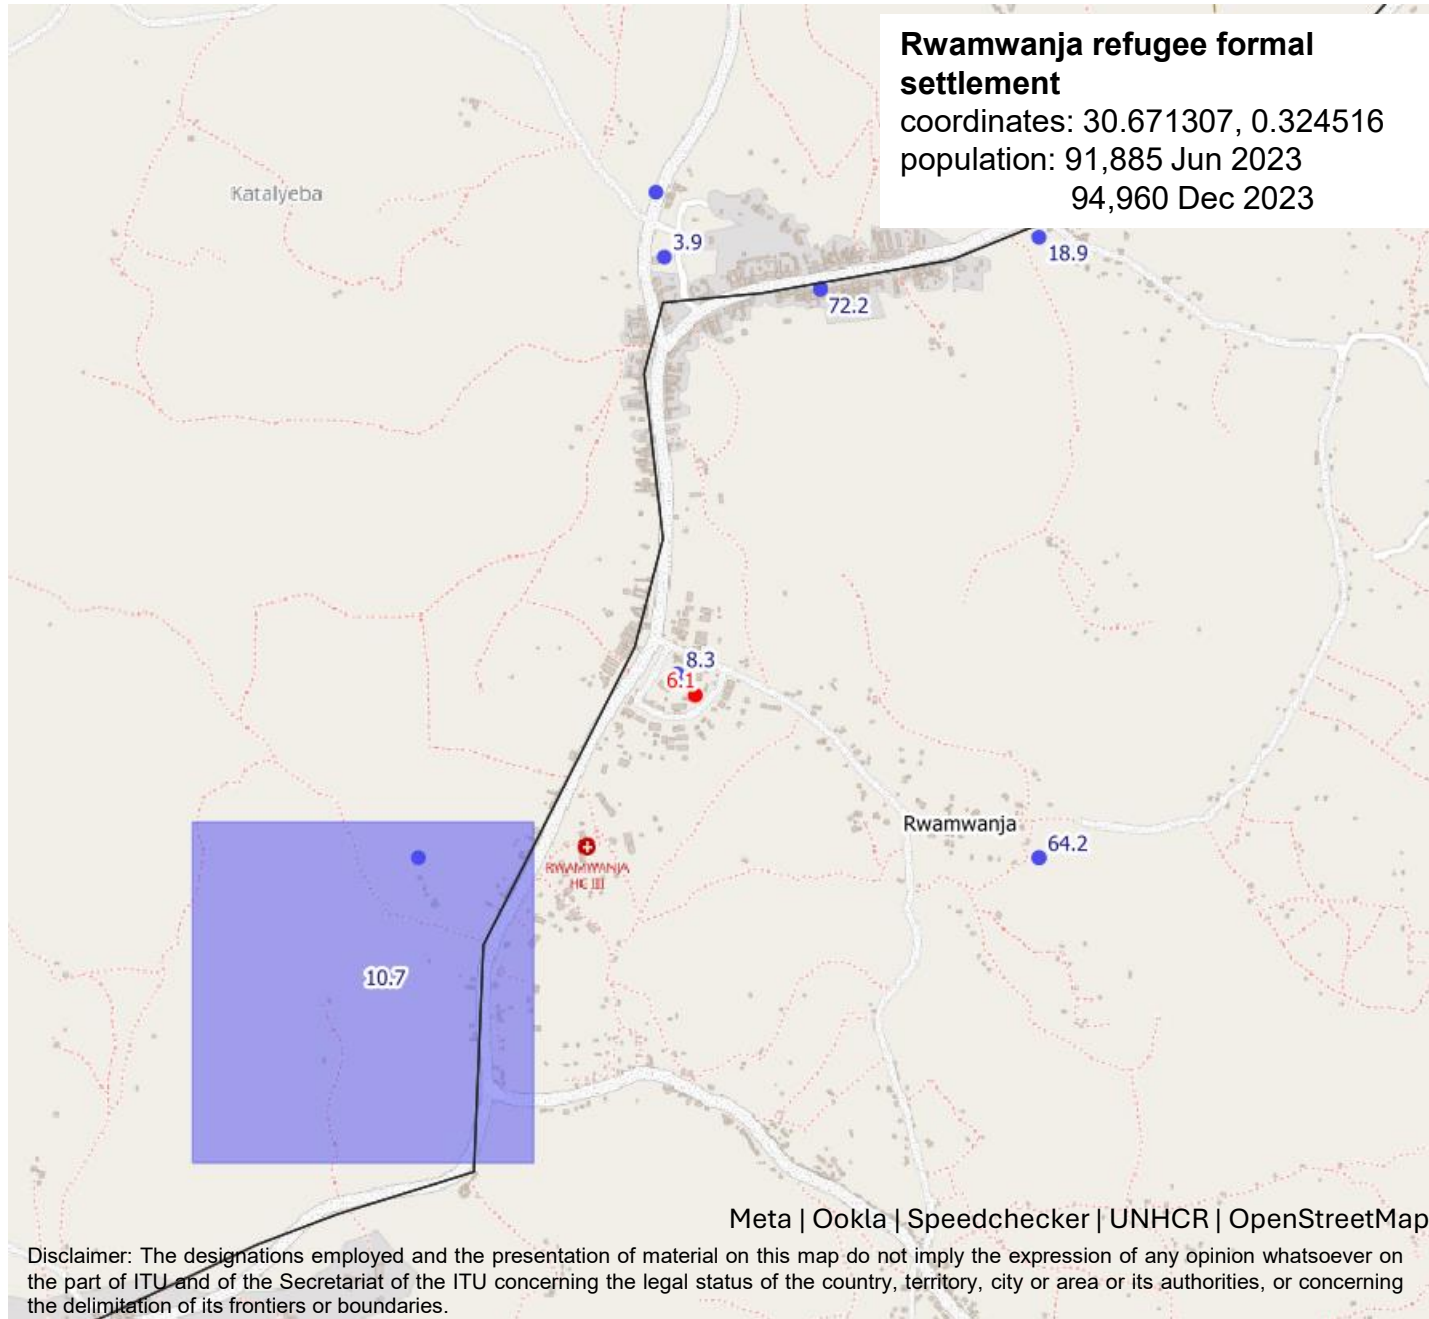 Rwamwanja refugee formal
settlement
coordinates: 30.671307, 0.324516
population: 91,885 Jun 2023
94,960 Dec 2023
Katalyeba
3.9
18.9
72.2
8.3
6.1
Rwamwanja
64.2
RWAMWANJA
HC III
10.7
Meta | Ookla | Speedchecker | UNHCR | OpenStreetMap
Disclaimer: The designations employed and the presentation of material on this map do not imply the expression of any opinion whatsoever on
the part of ITU and of the Secretariat of the ITU concerning the legal status of the country, territory, city or area or its authorities, or concerning
the delimitation of its frontiers or boundaries.